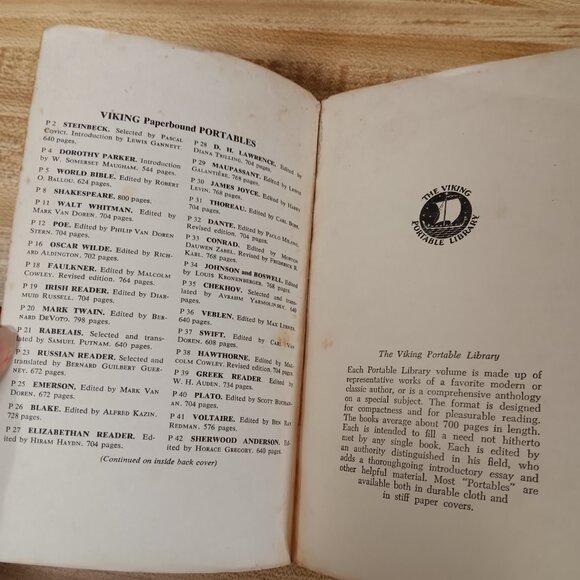 VIKING Paperbound PORTABLES
P 2 STEINBECK. Selected by Pascal
Covici. Introduction by Lewis Gannett.
640 pages.
P 4 DOROTHY PARKER. Introduction
by W. Somerset Maugham. 544 pages.
P 5 WORLD BIBLE. Edited by Robert
O. Ballou. 624 pages.
P 8 SHAKESPEARE. 800 pages.
P 11 WALT WHITMAN. Edited by
Mark Van Doren. 704 pages.
P 12 POE. Edited by Philip Van Doren
Stern. 704 pages.
P 16 OSCAR WILDE. Edited by Rich-
ard Aldington. 702 pages.
P 18 FAULKNER. Edited by Malcolm
Cowley. Revised edition. 764 pages.
P 19 IRISH READER. Edited by Diar-
muid Russell. 704 pages.
P 20 MARK TWAIN. Edited by Ber-
nard DeVoto. 798 pages.
P 21 RABELAIS. Selected and trans-
lated by Samuel Putnam. 640 pages.
P 23 RUSSIAN READER. Selected and
translated by Bernard Guilbert Guer-
ney. 672 pages.
P 25 EMERSON. Edited by Mark Van
Doren. 672 pages.
P 26 BLAKE. Edited by Alfred Kazin.
728 pages.
P 27 ELIZABETHAN READER. Ed-
ited by Hiram Haydn. 704 pages.
P 28 D. H. LAWRENCE. Edited by
Diana Trilling. 704 pages.
P 29 MAUPASSANT. Edited by Lewis
Galantière. 768 pages.
P 30 JAMES JOYCE. Edited by Harry
Levin. 768 pages.
P 31 THOREAU. Edited by Carl Bode.
704 pages.
P 32 DANTE. Edited by Paolo Milano.
Revised edition. 704 pages.
P 33 CONRAD. Edited by Morton
Dauwen Zabel. Revised by Frederick R.
Karl. 768 pages.
P 34 JOHNSON and BOSWELL. Edited
by Louis Kronenberger. 768 pages.
P 35 CHEKHOV. Selected and trans-
lated by Avrahm Yarmolinsky. 640
pages.
P 36 VEBLEN. Edited by Max Lerner.
640 pages.
P 37 SWIFT. Edited by Carl Van
Doren. 608 pages.
P 38 HAWTHORNE. Edited by Mal-
colm Cowley. Revised edition. 704 pages.
P 39 GREEK READER. Edited by
W. H. Auden. 734 pages.
P 40 PLATO. Edited by Scott Buchan-
an. 704 pages.
P 41 VOLTAIRE. Edited by Ben Ray
Redman. 576 pages.
P 42 SHERWOOD ANDERSON. Ed-
ited by Horace Gregory. 640 pages.
(Continued on inside back cover)
THE VIKING
PORTABLE LIBRARY
The Viking Portable Library
Each Portable Library volume is made up of
representative works of a favorite modern or
classic author, or is a comprehensive anthology
on a special subject. The format is designed
for compactness and for pleasurable reading.
The books average about 700 pages in length.
Each is intended to fill a need not hitherto
met by any single book. Each is edited by
an authority distinguished in his field, who
adds a thoroughgoing introductory essay and
other helpful material. Most "Portables" are
available both in durable cloth and
in stiff paper covers.